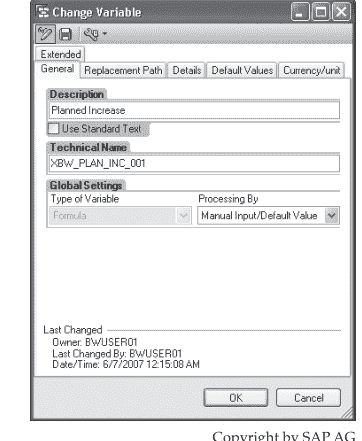 Change Variable
Extended
General Replacement Path Details Default Values Currency/unit
Description
Planned Increase
Use Standard Text
Technical Name
XBW_PLAN_INC_001
Global Settings
Type of Variable Processing By
Formula Manual Input/Default Value
Last Changed
Owner: BWUSER01
Last Changed By: BWUSER01
Date/Time: 6/7/2007 12:15:08 AM
OK Cancel
Copyright by SAP AG